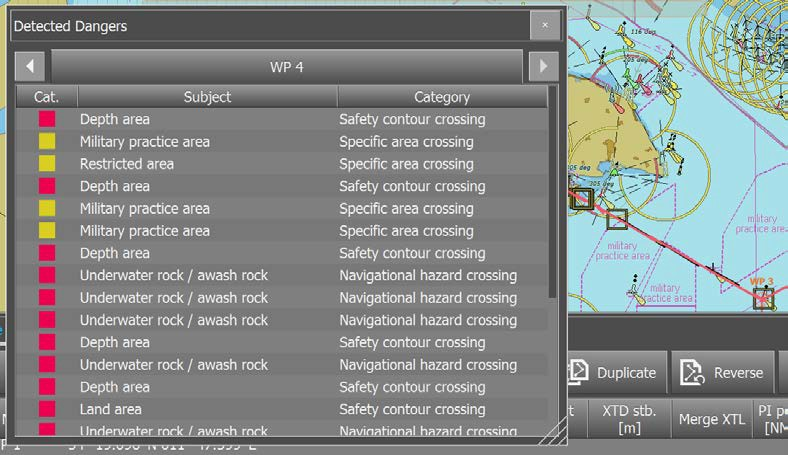 Detected Dangers
×
WP 4
Cat. Subject Category
Depth area Safety contour crossing
Military practice area Specific area crossing
Restricted area Specific area crossing
Depth area Safety contour crossing
Military practice area Specific area crossing
Military practice area Specific area crossing
Depth area Safety contour crossing
Underwater rock / awash rock Navigational hazard crossing
Underwater rock / awash rock Navigational hazard crossing
Underwater rock / awash rock Navigational hazard crossing
Depth area Safety contour crossing
Underwater rock / awash rock Navigational hazard crossing
Depth area Safety contour crossing
Land area Safety contour crossing
Underwater rock / awash rock Navigational hazard crossing
116 deg
205 deg
205 deg
military
practice area
military
practice area
WP 3
Duplicate
Reverse
XTD stb.
[m]
Merge XTL
PI
[NM